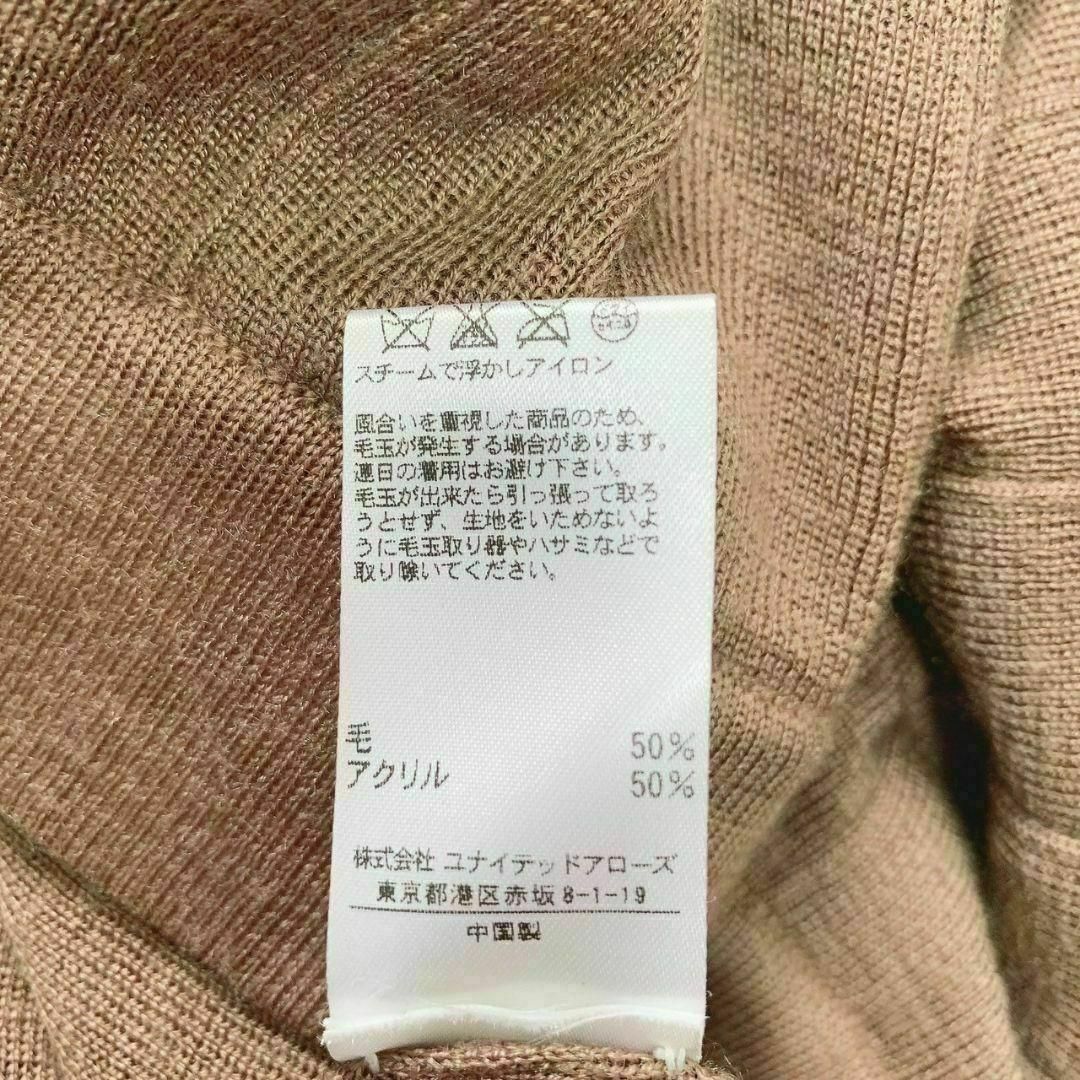 スチームで浮かしアイロン
風合いを重視した商品のため、
毛玉が発生する場合があります。
連日の着用はお避け下さい。
毛玉が出来たら引っ張って取ろ
うとせず、生地をいためないよ
うに毛玉取り器やハサミなどで
取り除いてください。
毛 50%
アクリル 50%
株式会社 ユナイテッドアローズ
東京都港区赤坂8-1-19
中国製